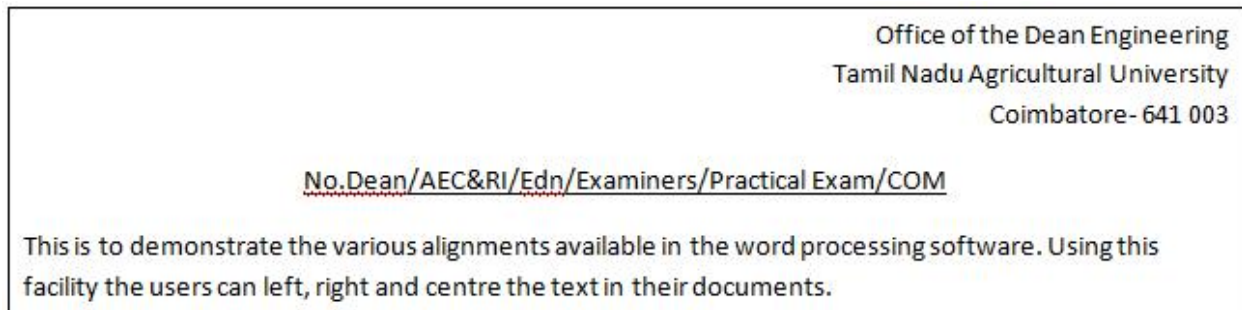 Office of the Dean Engineering
Tamil Nadu Agricultural University
Coimbatore- 641 003
No.Dean/AEC&RI/Edn/Examiners/Practical Exam/COM
This is to demonstrate the various alignments available in the word processing software. Using this
facility the users can left, right and centre the text in their documents.